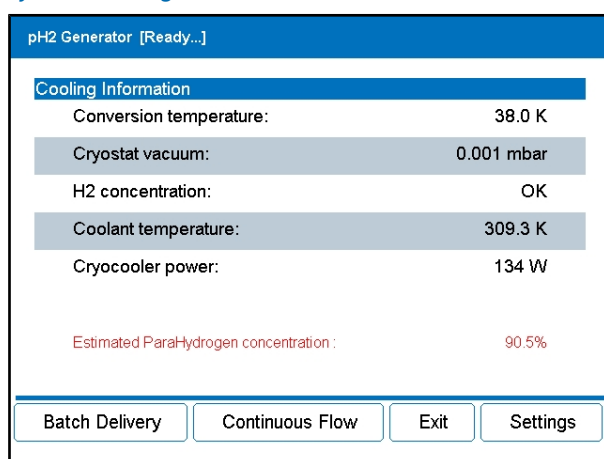 pH2 Generator [Ready...]
Cooling Information
Conversion temperature: 38.0 K
Cryostat vacuum: 0.001 mbar
H2 concentration: OK
Coolant temperature: 309.3 K
Cryocooler power: 134 W
Estimated ParaHydrogen concentration : 90.5%
Batch Delivery Continuous Flow Exit Settings